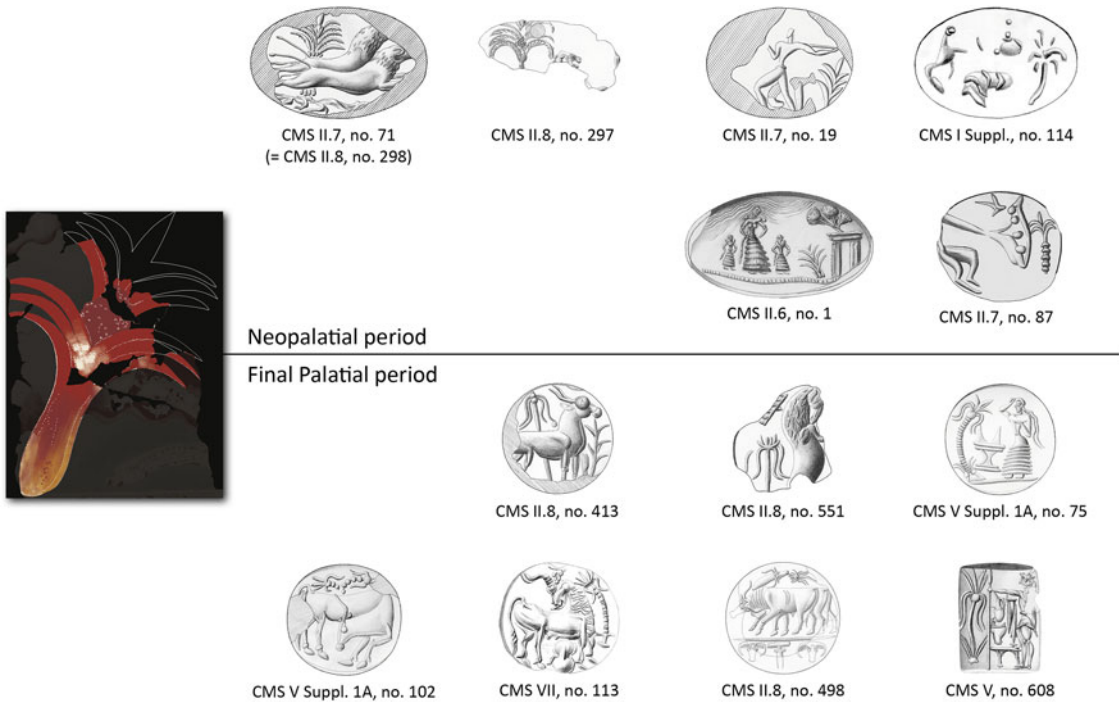 CMS II.7, no. 71
(= CMS II.8, no. 298)
CMS II.8, no. 297
CMS II.7, no. 19
CMS I Suppl., no. 114
CMS II.6, no. 1
CMS II.7, no. 87
Neopalatial period
Final Palatial period
CMS II.8, no. 413
CMS II.8, no. 551
CMS V Suppl. 1A, no. 75
CMS V Suppl. 1A, no. 102
CMS VII, no. 113
CMS II.8, no. 498
CMS V, no. 608